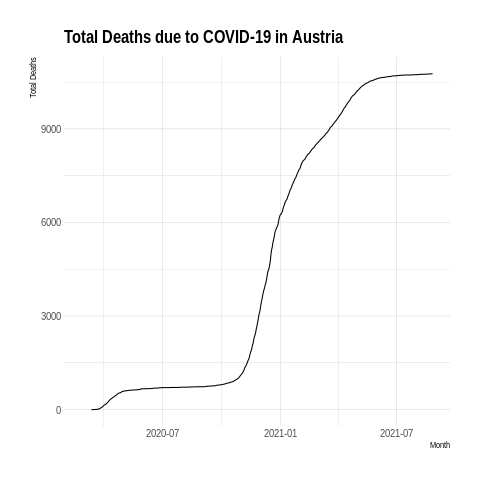 Total Deaths due to COVID-19 in Austria
Total Deaths
9000
6000
3000
0
2020-07
2021-01
2021-07
Month